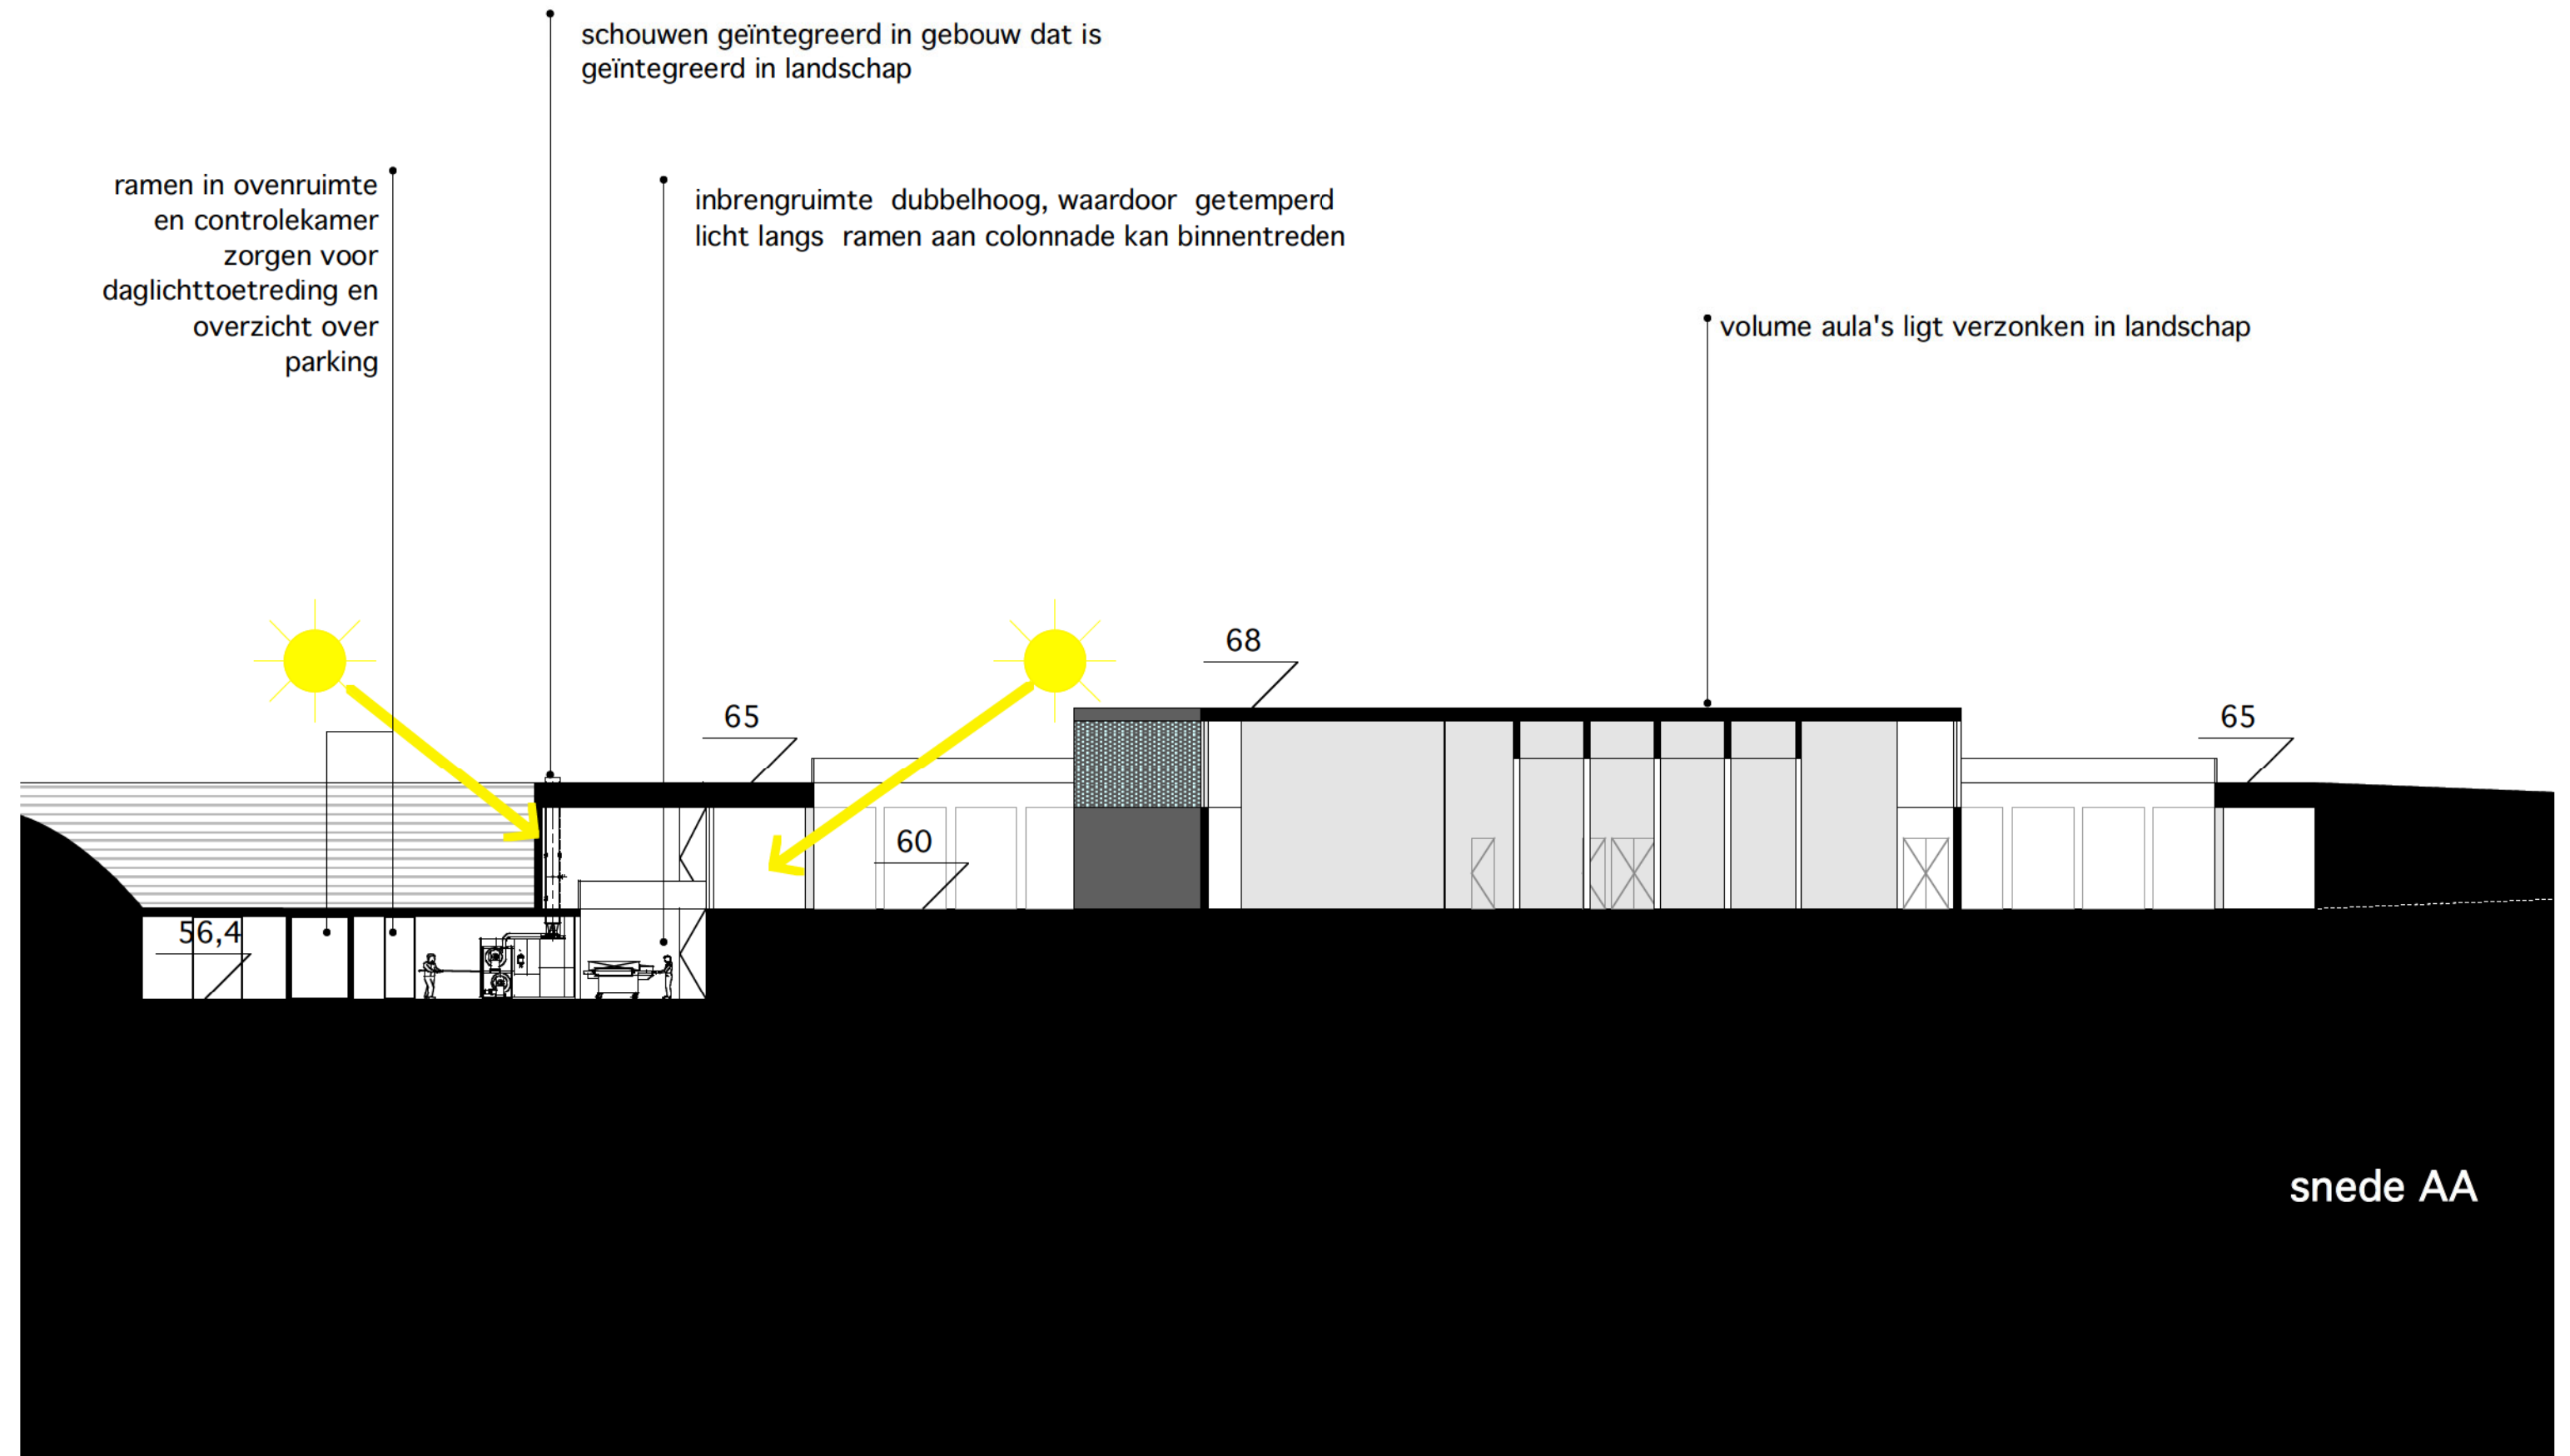 schouwen geïntegreerd in gebouw dat is
geïntegreerd in landschap
ramen in ovenruimte
en controlekamer
zorgen voor
daglichttoetreding en
overzicht over
parking
inbrengruimte dubbelhoog, waardoor getemperd
licht langs ramen aan colonnade kan binnentreden
volume aula's ligt verzonken in landschap
68
65
65
60
56,4
snede AA